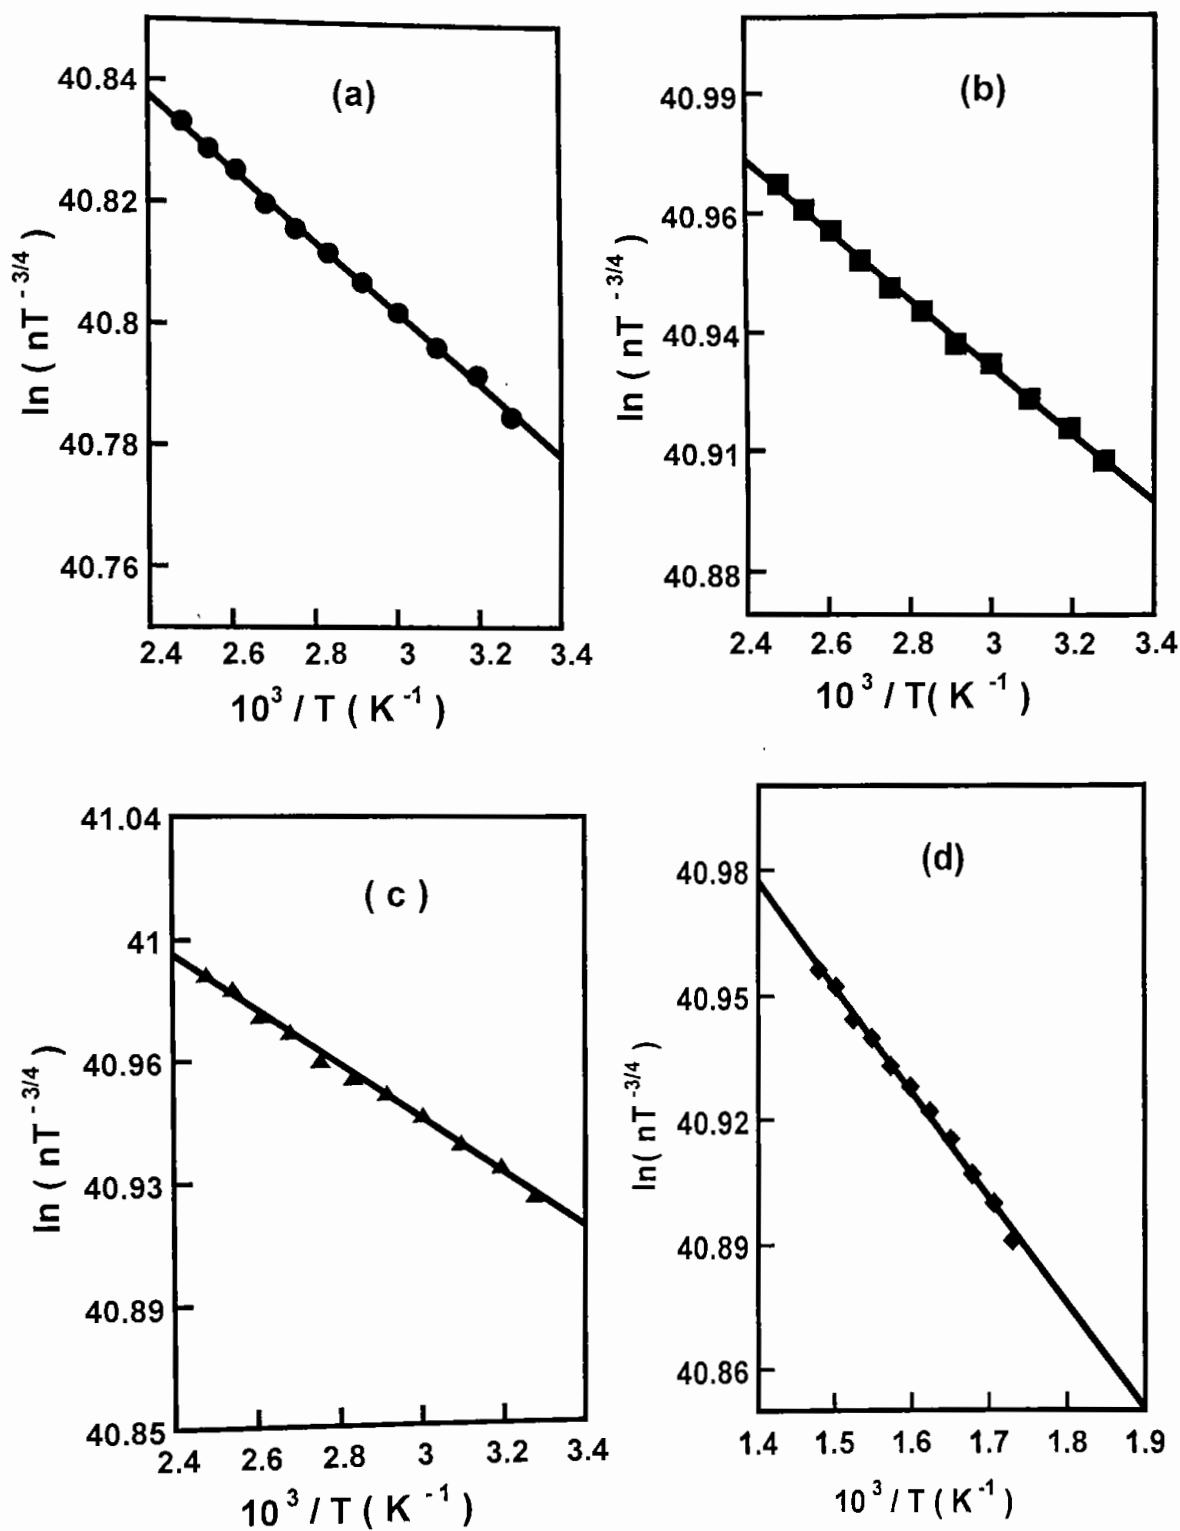 (a)
40.84
40.82
40.8
40.78
40.76
ln ( nT -3/4 )
2.4 2.6 2.8 3 3.2 3.4
10³ / T ( K⁻¹ )
(b)
40.99
40.96
40.94
40.91
40.88
ln ( nT -3/4 )
2.4 2.6 2.8 3 3.2 3.4
10³ / T( K⁻¹ )
( c )
41.04
41
40.96
40.93
40.89
40.85
ln ( nT -3/4 )
2.4 2.6 2.8 3 3.2 3.4
10³ / T ( K⁻¹ )
(d)
40.98
40.95
40.92
40.89
40.86
ln( nT -3/4 )
1.4 1.5 1.6 1.7 1.8 1.9
10³ / T (K⁻¹)